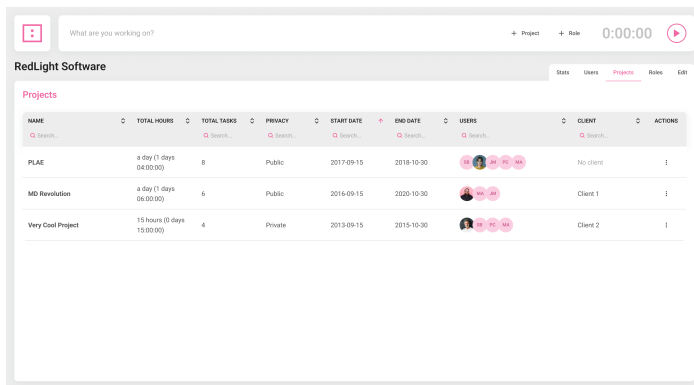 What are you working on?
+ Project
+ Role
0:00:00
RedLight Software
Stats Users Projects Roles Edit
Projects
NAME TOTAL HOURS TOTAL TASKS PRIVACY START DATE END DATE USERS CLIENT ACTIONS
Search... Search... Search... Search... Search... Search... Search...
PLAE a day (1 days 04:00:00) 8 Public 2017-09-15 2018-10-30 SB JM PC MA No client
MD Revolution a day (1 days 06:00:00) 6 Public 2016-09-15 2020-10-30 MA JM Client 1
Very Cool Project 15 hours (0 days 15:00:00) 4 Private 2013-09-15 2015-10-30 SB PC MA Client 2